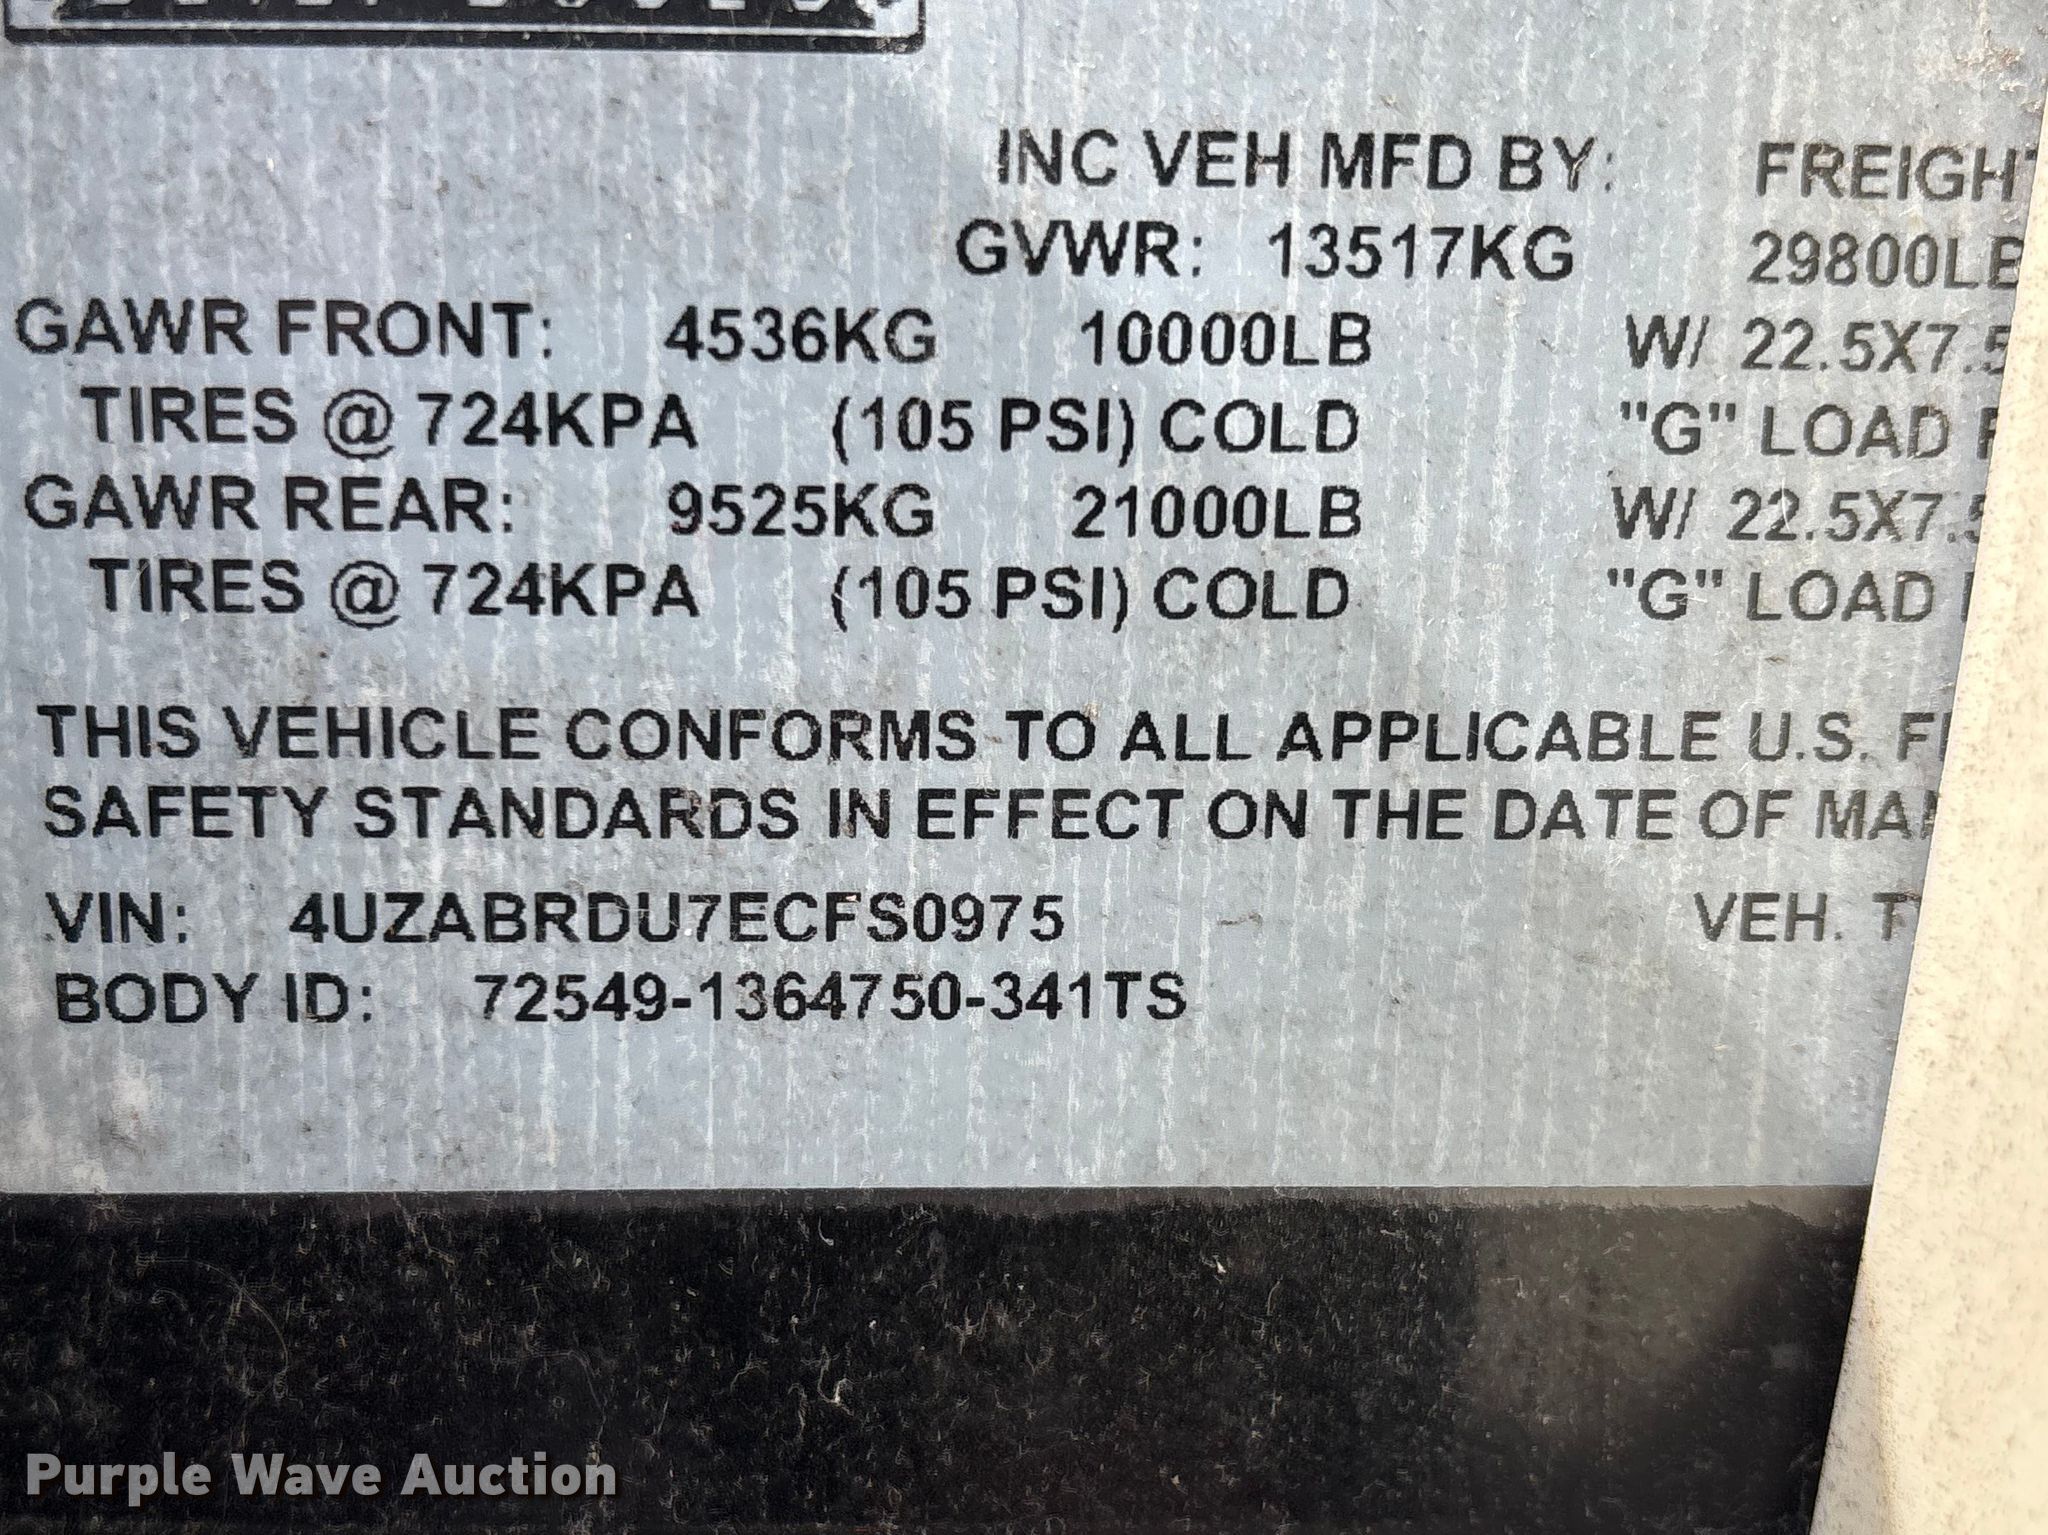 INC VEH MFD BY: FREIGHT
GVWR: 13517KG 29800LB
GAWR FRONT: 4536KG 10000LB W/ 22.5X7.5
TIRES @ 724KPA (105 PSI) COLD "G" LOAD
GAWR REAR: 9525KG 21000LB W/ 22.5X7.5
TIRES @ 724KPA (105 PSI) COLD "G" LOAD
THIS VEHICLE CONFORMS TO ALL APPLICABLE U.S.
SAFETY STANDARDS IN EFFECT ON THE DATE OF MAN
VIN: 4UZABRDU7ECFS0975 VEH. T
BODY ID: 72549-1364750-341TS
Purple Wave Auction